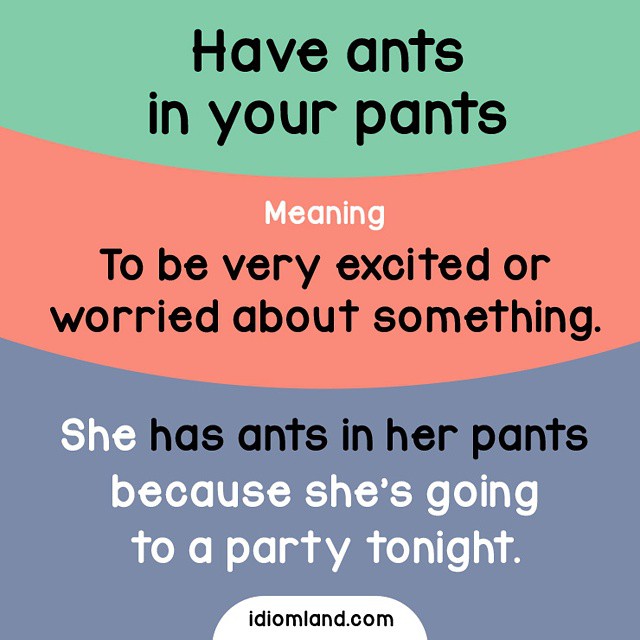 Have ants
in your pants
Meaning
To be very excited or
worried about something.
She has ants in her pants
because she's going
to a party tonight.
idiomland.com